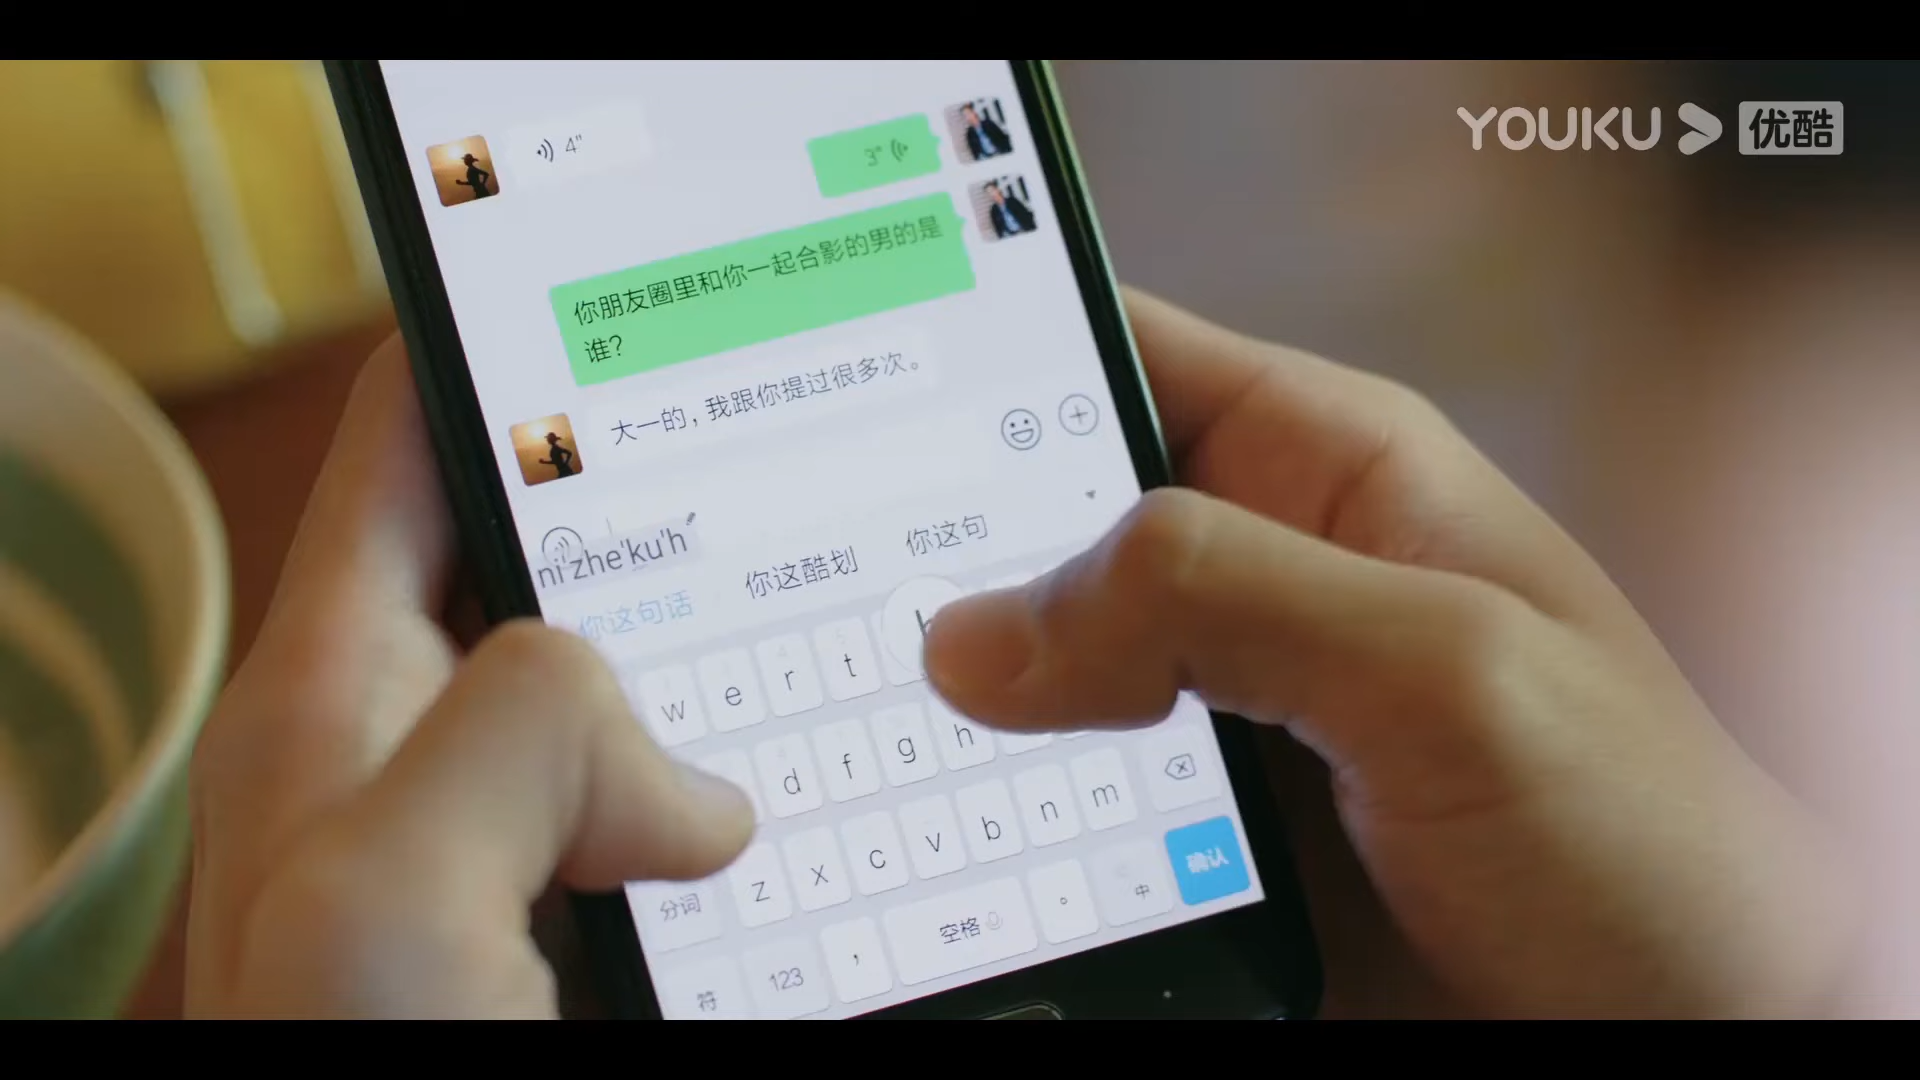 YOUKU 优酷
4"
3"
你朋友圈里和你一起合影的男的是
谁？
大一的，我跟你提过很多次。
ni'zhe'ku'h
你这句话 你这酷划 你这句
w e r t
d f g h
分词 z x c v b n m
符 123 , 空格 。 中 确认